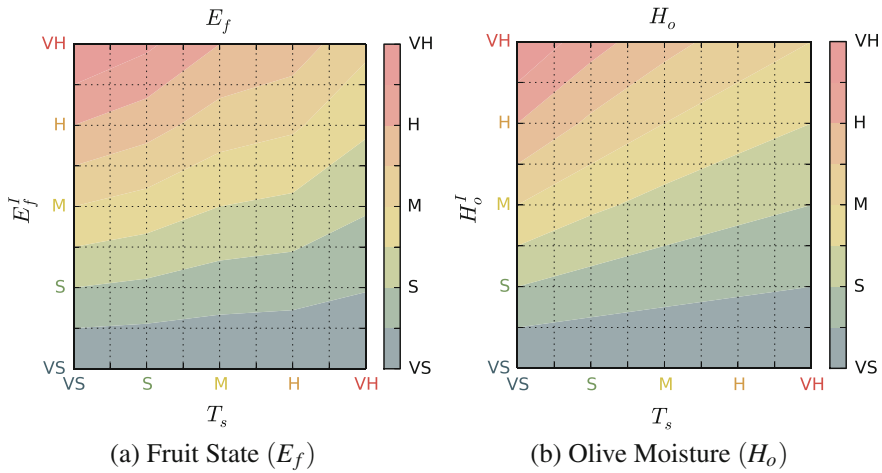 E_f
H_o
VH
H
M
S
VS
E_f^I
VS S M H VH
T_s
VH
H
M
S
VS
VH
H
M
S
VS
H_o^I
VS S M H VH
T_s
VH
H
M
S
VS
(a) Fruit State (E_f)
(b) Olive Moisture (H_o)